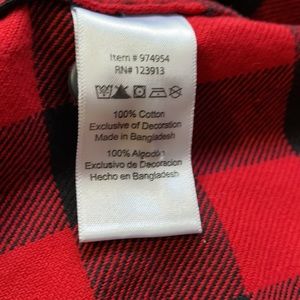 Item # 974954
RN# 123913
100% Cotton
Exclusive of Decoration
Made in Bangladesh
100% Algodón
Exclusivo de Decoracion
Hecho en Bangladesh